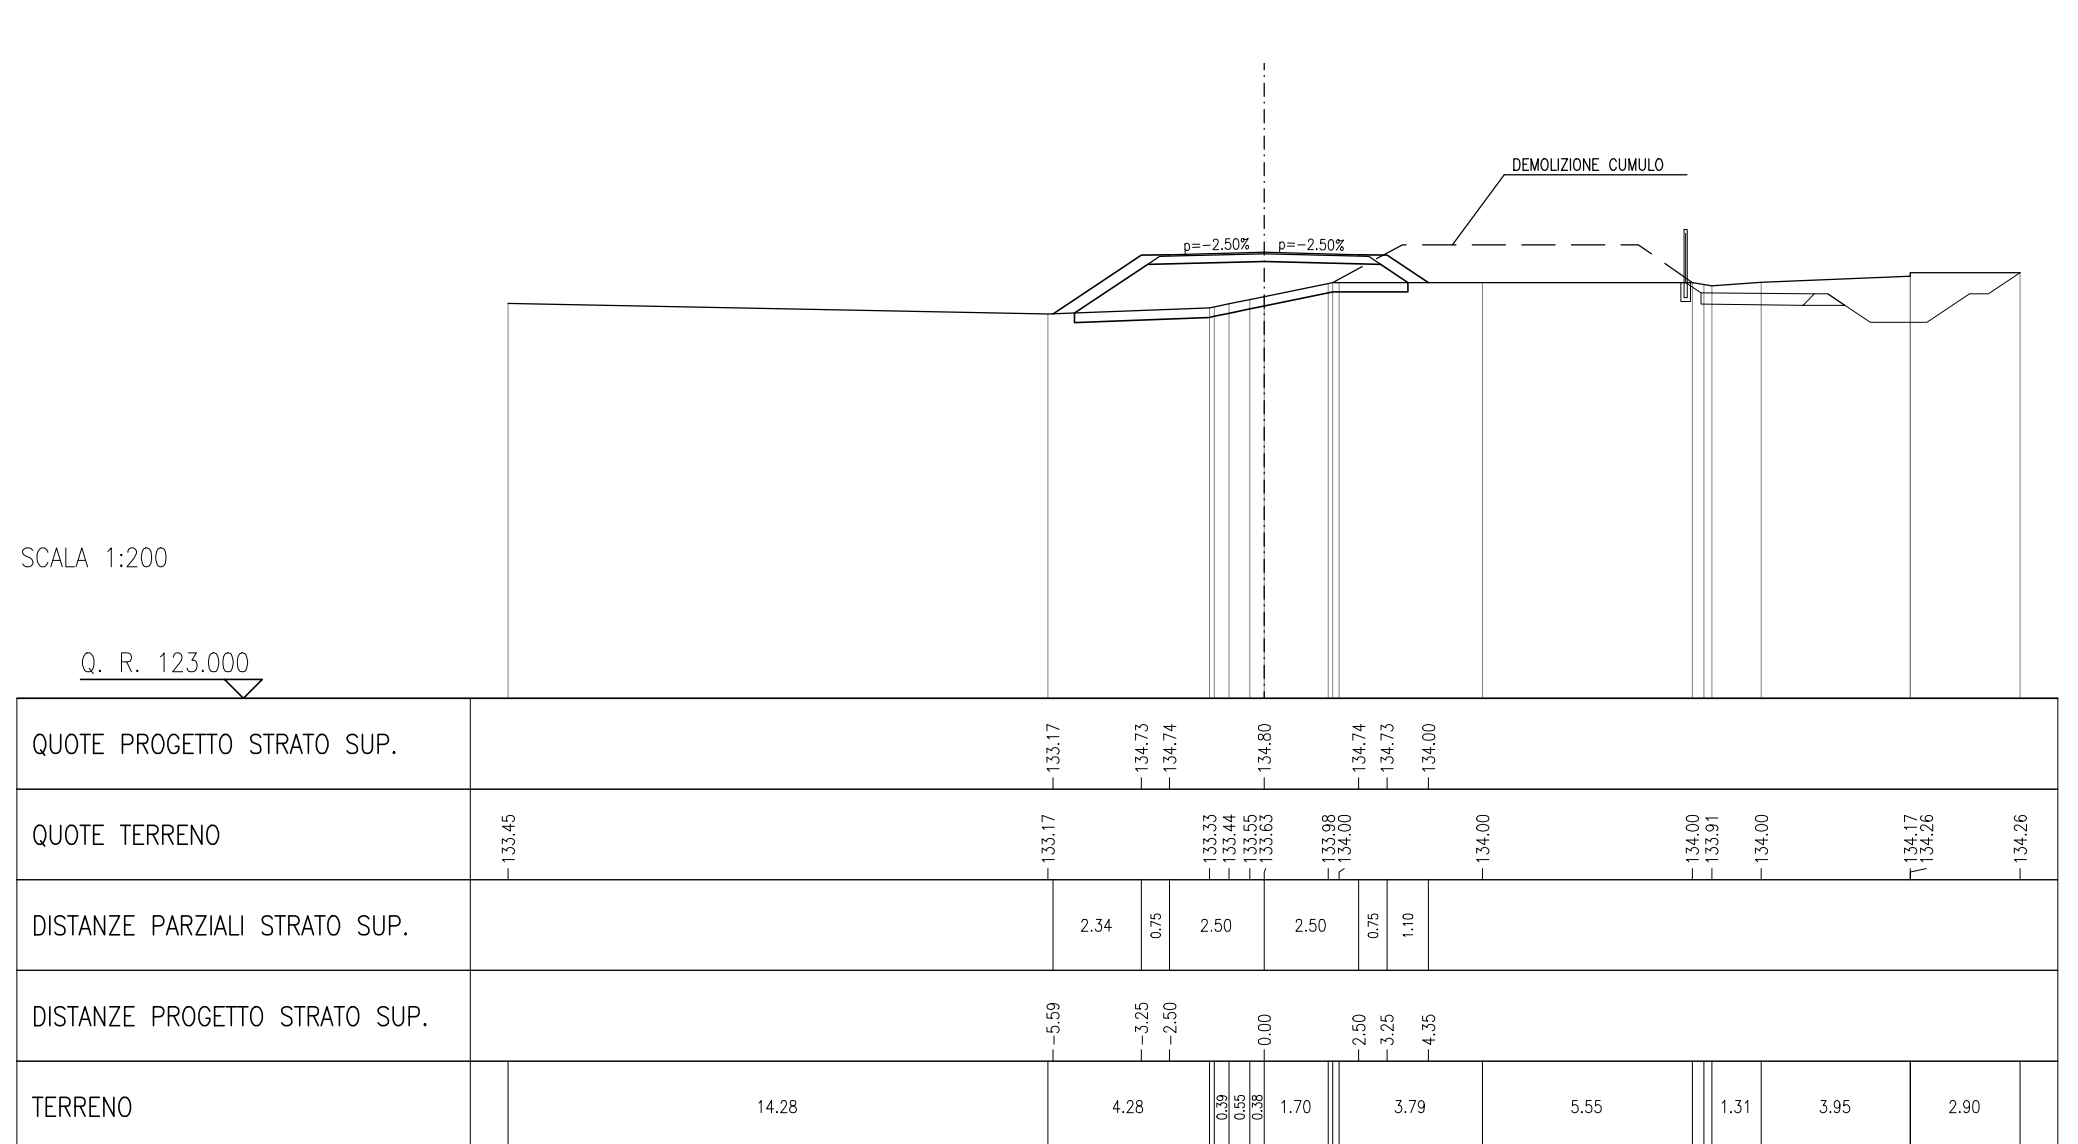 DEMOLIZIONE CUMULO
p=-2.50% p=-2.50%
SCALA 1:200
Q. R. 123.000
QUOTE PROGETTO STRATO SUP. 133.17 134.73 134.74 134.80 134.74 134.73 134.00
QUOTE TERRENO 133.45 133.17 133.33 133.44 133.55 133.63 133.98 134.00 134.00 134.00 133.91 134.00 134.17 134.26 134.26
DISTANZE PARZIALI STRATO SUP. 2.34 0.75 2.50 2.50 0.75 1.10
DISTANZE PROGETTO STRATO SUP. -5.59 -3.25 -2.50 0.00 2.50 3.25 4.35
TERRENO 14.28 4.28 0.39 0.55 0.38 1.70 3.79 5.55 1.31 3.95 2.90